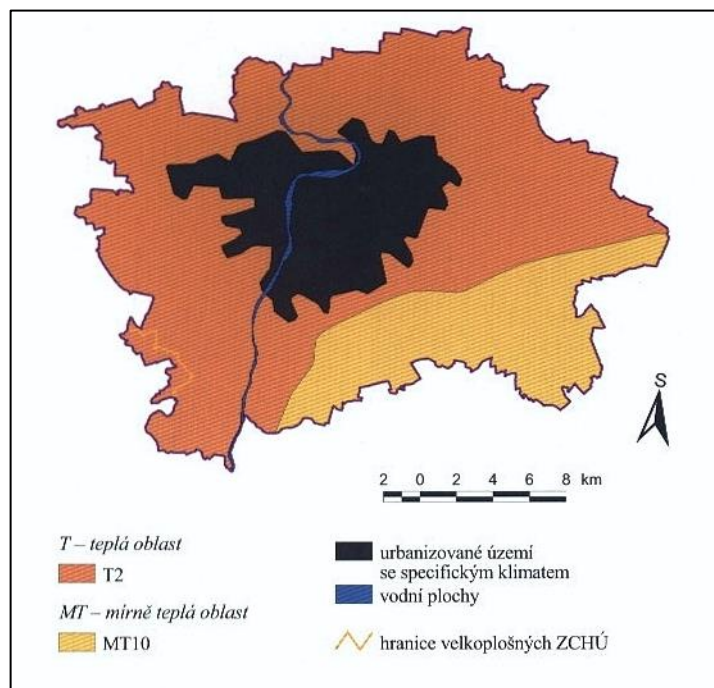 S
2 0 2 4 6 8 km
T – teplá oblast
T2
MT – mírně teplá oblast
MT10
urbanizované území
se specifickým klimatem
vodní plochy
hranice velkoplošných ZCHÚ